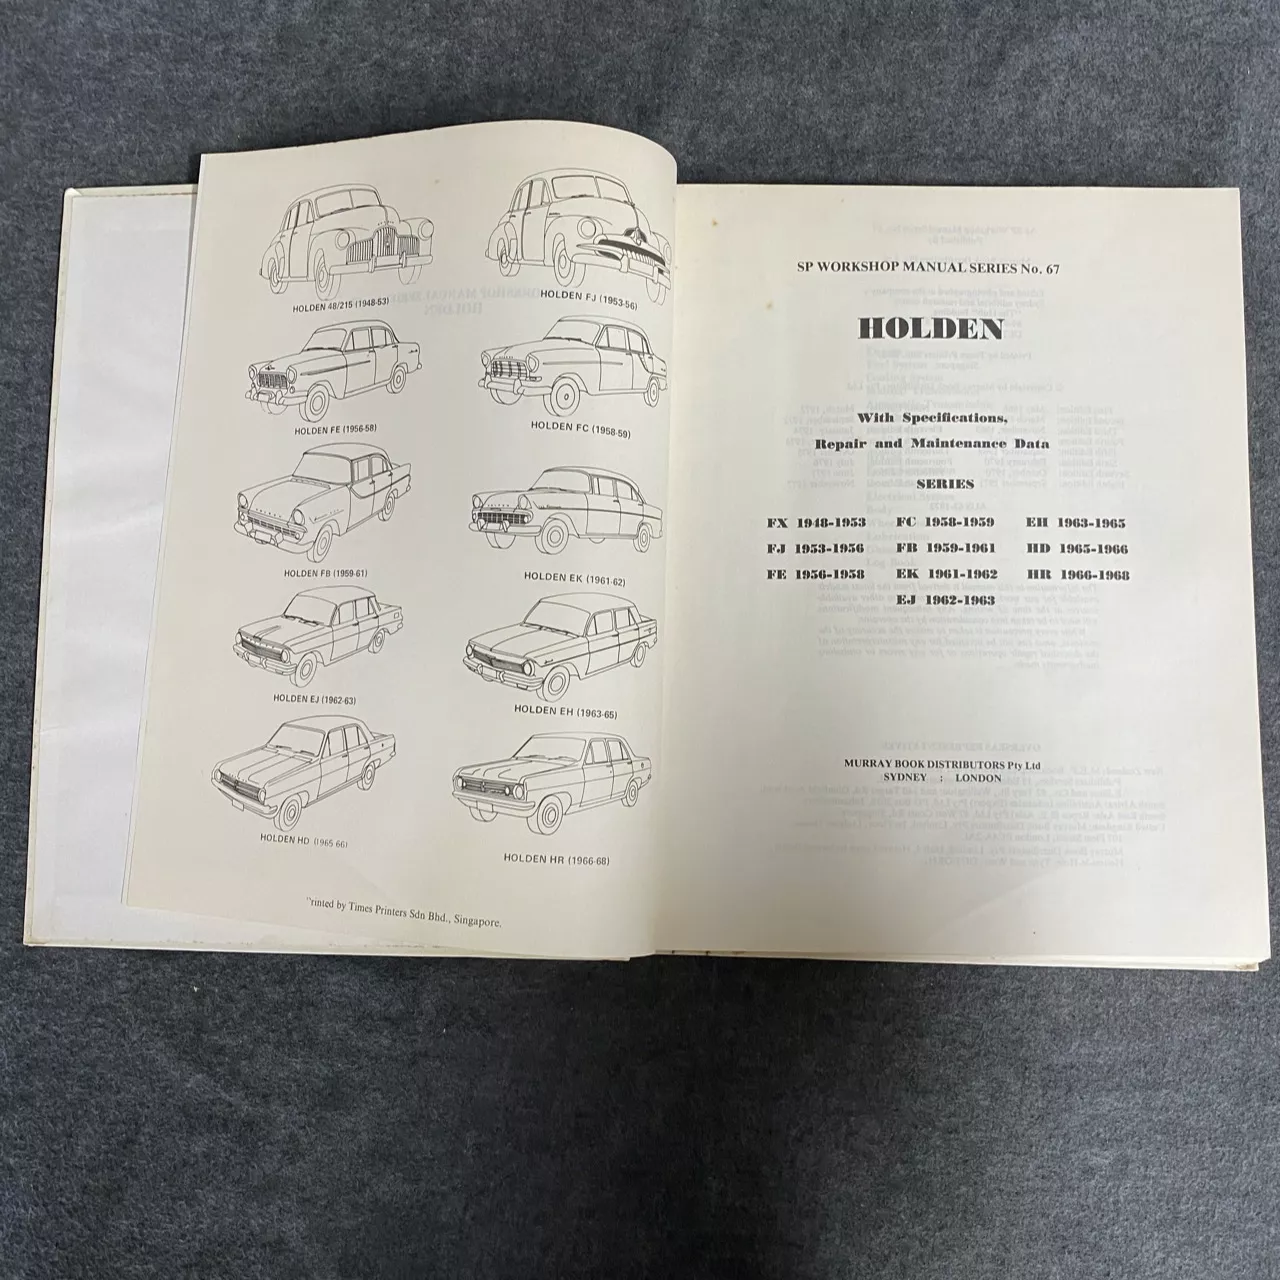 HOLDEN 48/215 (1948-53)
HOLDEN FJ (1953-56)
HOLDEN FE (1956-58)
HOLDEN FC (1958-59)
HOLDEN FB (1959-61)
HOLDEN EK (1961-62)
HOLDEN EJ (1962-63)
HOLDEN EH (1963-65)
HOLDEN HD (1965 66)
HOLDEN HR (1966-68)
rinted by Times Printers Sdn Bhd., Singapore.
SP WORKSHOP MANUAL SERIES No. 67
HOLDEN
With Specifications,
Repair and Maintenance Data
SERIES
FX 1948-1953 FC 1958-1959 EH 1963-1965
FJ 1953-1956 FB 1959-1961 HD 1965-1966
FE 1956-1958 EK 1961-1962 HR 1966-1968
EJ 1962-1963
MURRAY BOOK DISTRIBUTORS Pty Ltd
SYDNEY : LONDON